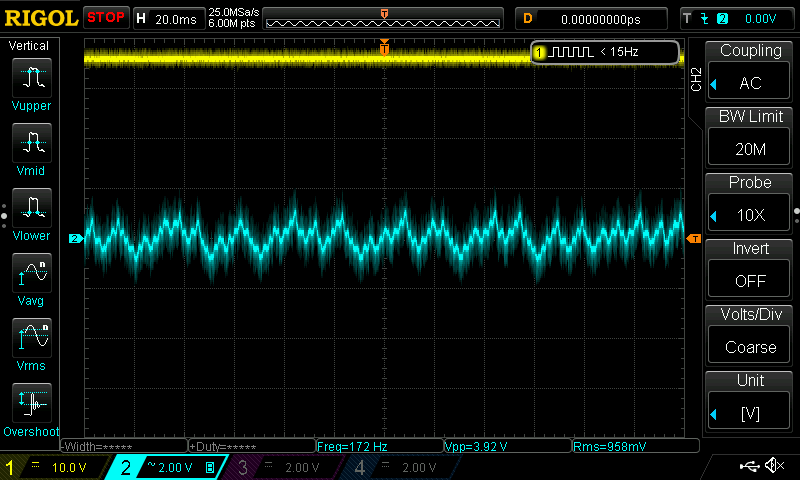 RIGOL STOP H 20.0ms 25.0MSa/s 6.00M pts T D 0.00000000ps T 2 0.00V
Vertical
T
1 < 15Hz
Vupper
Vmid
Vlower
2
T
n
Vavg
n
Vrms
Overshoot
CH2
Coupling
AC
BW Limit
20M
Probe
10X
Invert
OFF
Volts/Div
Coarse
Unit
[V]
-Width=***** +Duty=***** Freq=172 Hz Vpp=3.92 V Rms=958mV
1 10.0 V 2 ~ 2.00 V B 3 2.00 V 4 2.00 V